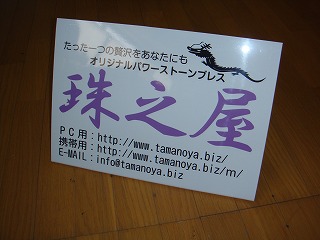 たった一つの贅沢をあなたにも
オリジナルパワーストーンブレス
珠之屋
PC用：http://www.tamanoya.biz/
携帯用：http://www.tamanoya.biz/m/
E-MAIL：info@tamanoya.biz